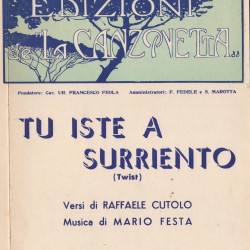 EDIZIONI
de "La CANZONETTA"
Fondatore: Cav. Uff. FRANCESCO FEOLA Amministratori: F. FEDELE e S. MAROTTA
TU ISTE A
SURRIENTO
(Twist)
Versi di RAFFAELE CUTOLO
Musica di MARIO FESTA